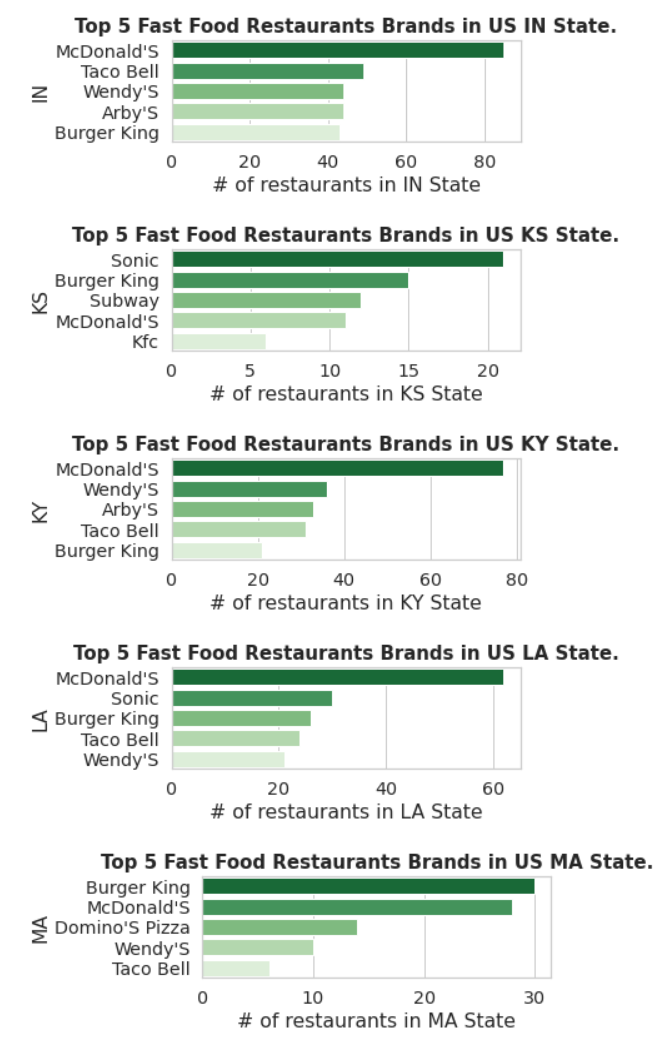 Top 5 Fast Food Restaurants Brands in US IN State.
McDonald'S
Taco Bell
Wendy'S
Arby'S
Burger King
IN
0 20 40 60 80
# of restaurants in IN State
Top 5 Fast Food Restaurants Brands in US KS State.
Sonic
Burger King
Subway
McDonald'S
Kfc
KS
0 5 10 15 20
# of restaurants in KS State
Top 5 Fast Food Restaurants Brands in US KY State.
McDonald'S
Wendy'S
Arby'S
Taco Bell
Burger King
KY
0 20 40 60 80
# of restaurants in KY State
Top 5 Fast Food Restaurants Brands in US LA State.
McDonald'S
Sonic
Burger King
Taco Bell
Wendy'S
LA
0 20 40 60
# of restaurants in LA State
Top 5 Fast Food Restaurants Brands in US MA State.
Burger King
McDonald'S
Domino'S Pizza
Wendy'S
Taco Bell
MA
0 10 20 30
# of restaurants in MA State